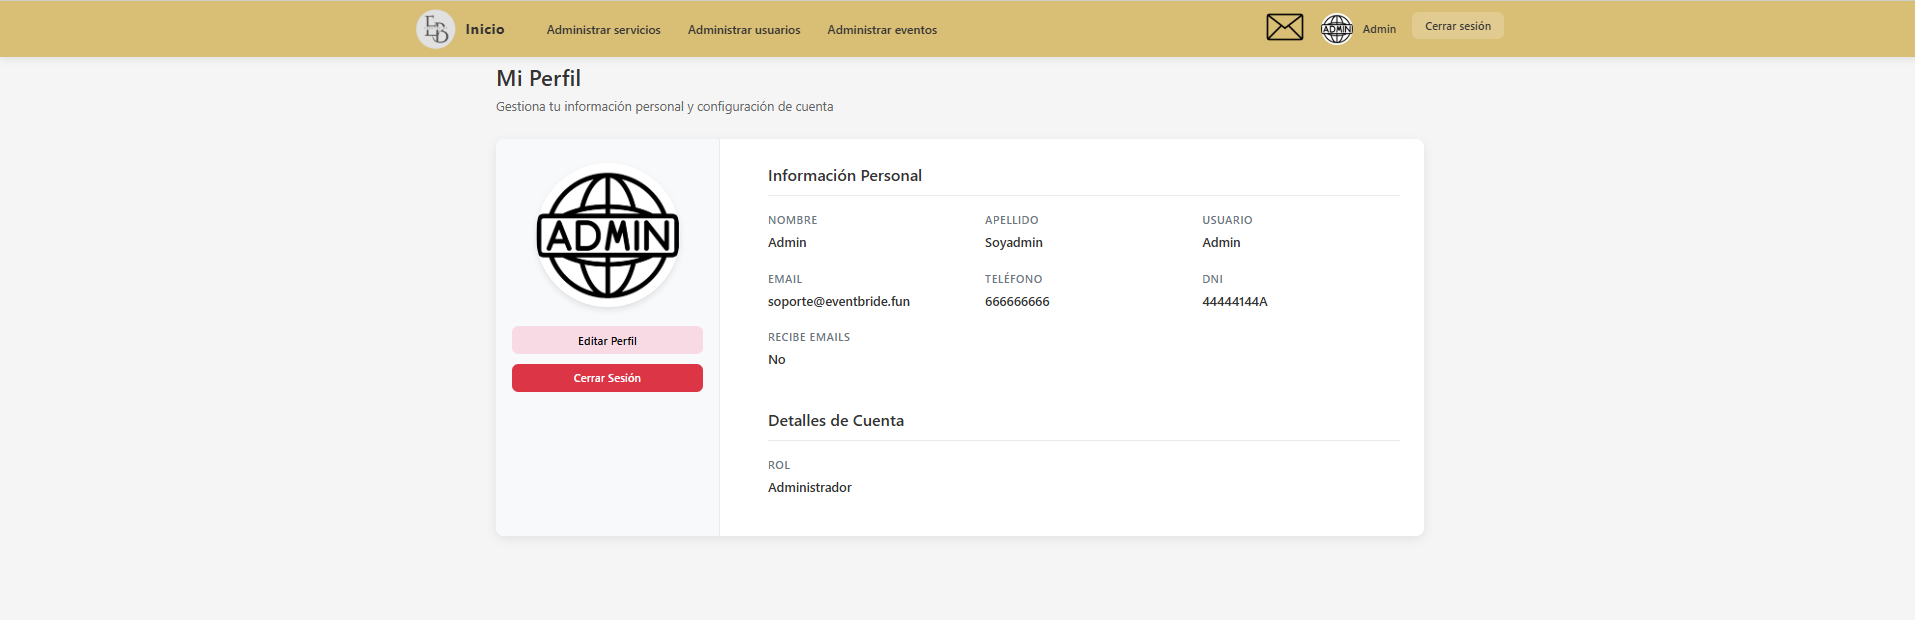 EB Inicio Administrar servicios Administrar usuarios Administrar eventos ADMIN Admin Cerrar sesión
Mi Perfil
Gestiona tu información personal y configuración de cuenta
ADMIN
Editar Perfil
Cerrar Sesión
Información Personal
NOMBRE APELLIDO USUARIO
Admin Soyadmin Admin
EMAIL TELÉFONO DNI
soporte@eventbride.fun 666666666 44444144A
RECIBE EMAILS
No
Detalles de Cuenta
ROL
Administrador